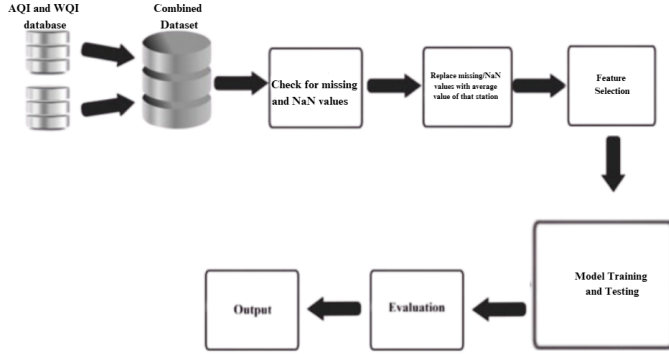 AQI and WQI
database
Combined
Dataset
Check for missing
and NaN values
Replace missing/NaN
values with average
value of that station
Feature
Selection
Model Training
and Testing
Evaluation
Output